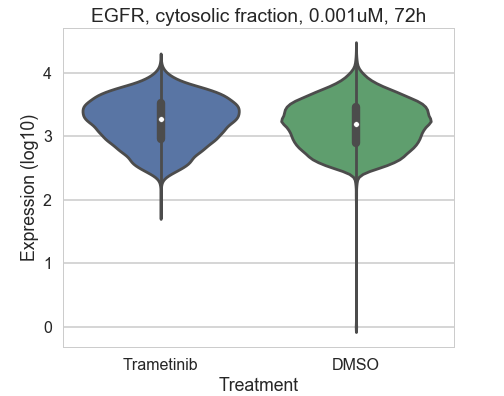 EGFR, cytosolic fraction, 0.001uM, 72h
Expression (log10)
4
3
2
1
0
Trametinib
DMSO
Treatment